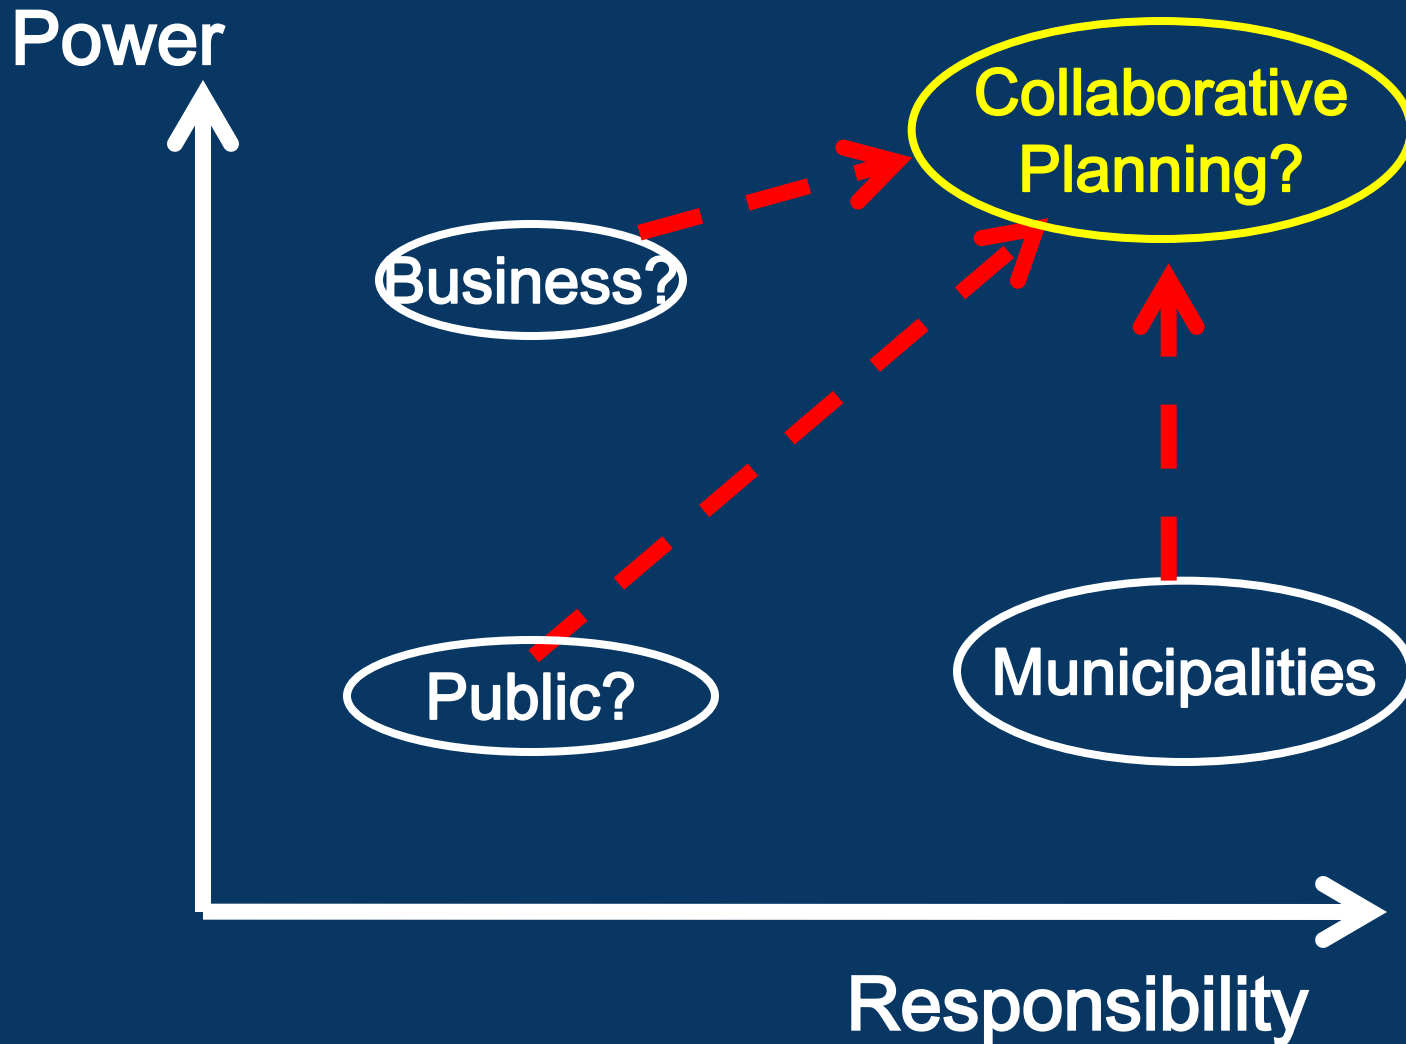 Power
Collaborative
Planning?
Business?
Public?
Municipalities
Responsibility